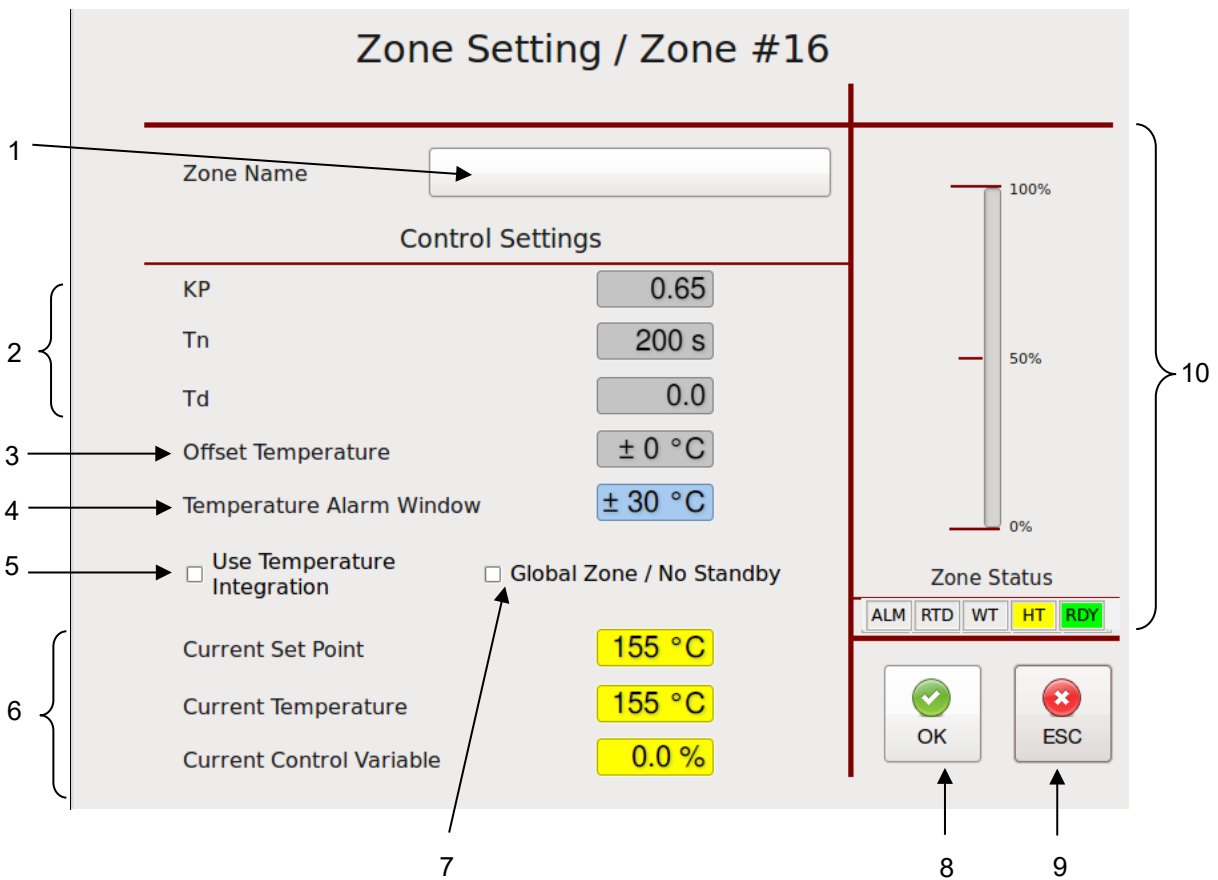 Zone Setting / Zone #16
1
Zone Name
Control Settings
2
KP 0.65
Tn 200 s
Td 0.0
3
Offset Temperature ± 0 °C
4
Temperature Alarm Window ± 30 °C
5
Use Temperature
Integration
Global Zone / No Standby
6
Current Set Point 155 °C
Current Temperature 155 °C
Current Control Variable 0.0 %
7
100%
50%
0%
10
Zone Status
ALM RTD WT HT RDY
OK ESC
8 9